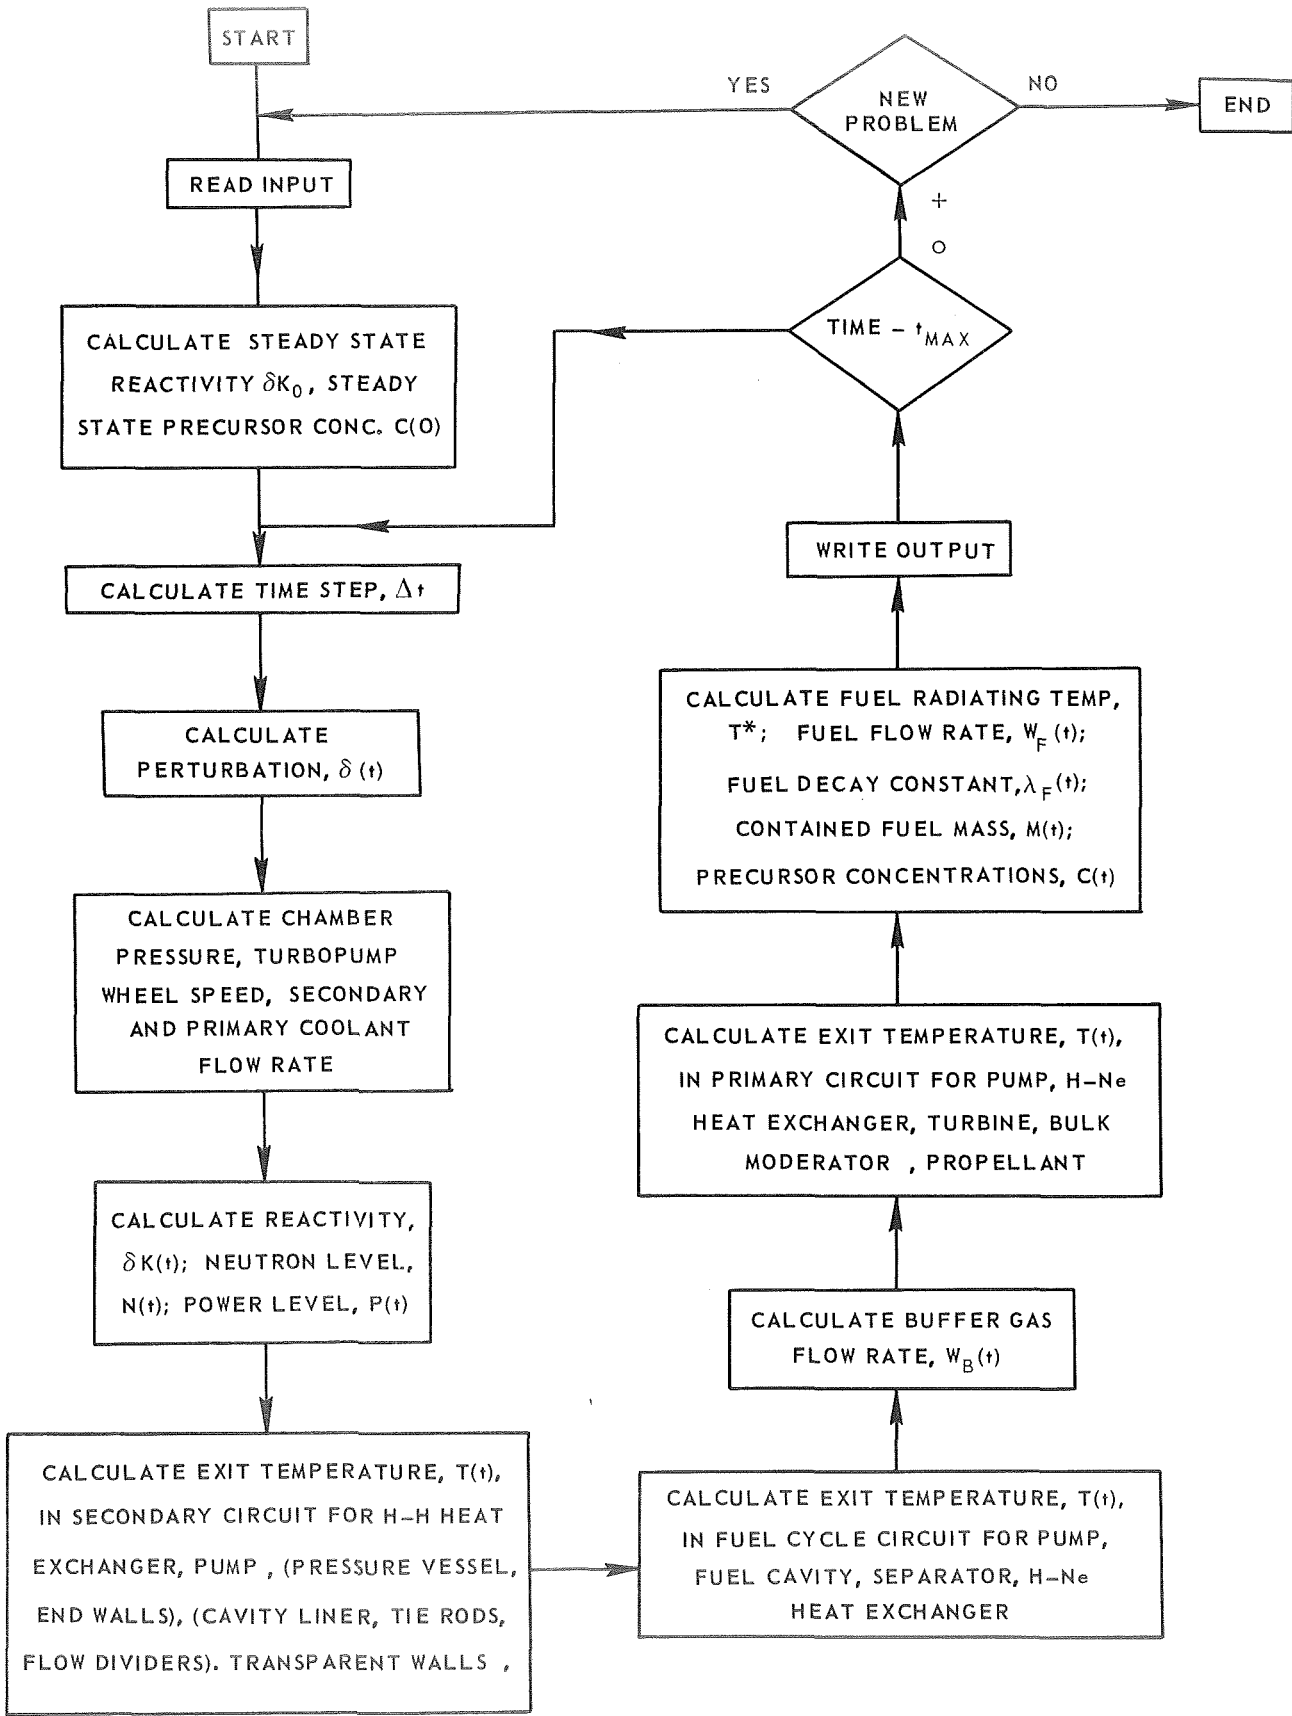 START
READ INPUT
CALCULATE STEADY STATE
REACTIVITY δK₀, STEADY
STATE PRECURSOR CONC. C(O)
CALCULATE TIME STEP, Δt
CALCULATE
PERTURBATION, δ(t)
CALCULATE CHAMBER
PRESSURE, TURBOPUMP
WHEEL SPEED, SECONDARY
AND PRIMARY COOLANT
FLOW RATE
CALCULATE REACTIVITY,
δK(t); NEUTRON LEVEL,
N(t); POWER LEVEL, P(t)
CALCULATE EXIT TEMPERATURE, T(t),
IN SECONDARY CIRCUIT FOR H–H HEAT
EXCHANGER, PUMP , (PRESSURE VESSEL,
END WALLS), (CAVITY LINER, TIE RODS,
FLOW DIVIDERS). TRANSPARENT WALLS ,
CALCULATE EXIT TEMPERATURE, T(t),
IN FUEL CYCLE CIRCUIT FOR PUMP,
FUEL CAVITY, SEPARATOR, H–Ne
HEAT EXCHANGER
CALCULATE BUFFER GAS
FLOW RATE, W_B(t)
CALCULATE EXIT TEMPERATURE, T(t),
IN PRIMARY CIRCUIT FOR PUMP, H–Ne
HEAT EXCHANGER, TURBINE, BULK
MODERATOR , PROPELLANT
CALCULATE FUEL RADIATING TEMP,
T*; FUEL FLOW RATE, W_F(t);
FUEL DECAY CONSTANT,λ_F(t);
CONTAINED FUEL MASS, M(t);
PRECURSOR CONCENTRATIONS, C(t)
WRITE OUTPUT
TIME – t_MAX
O
+
NEW
PROBLEM
YES
NO
END